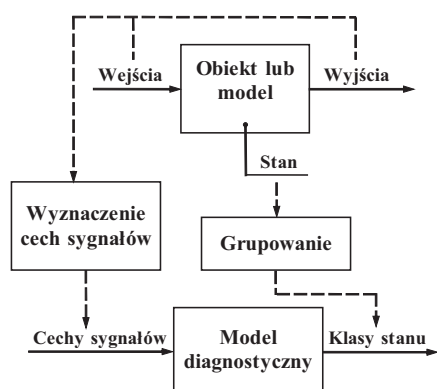 Wejścia
Obiekt lub
model
Wyjścia
Stan
Wyznaczenie
cech sygnałów
Grupowanie
Cechy sygnałów
Model
diagnostyczny
Klasy stanu